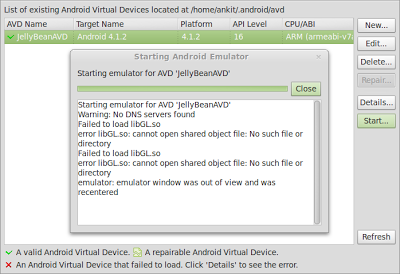 List of existing Android Virtual Devices located at /home/ankit/.android/avd
AVD Name Target Name Platform API Level CPU/ABI
JellyBeanAVD Android 4.1.2 4.1.2 16 ARM (armeabi-v7a
New...
Edit...
Delete...
Repair...
Details...
Start...
Refresh
Starting Android Emulator
Starting emulator for AVD 'JellyBeanAVD'
Close
Starting emulator for AVD 'JellyBeanAVD'
Warning: No DNS servers found
Failed to load libGL.so
error libGL.so: cannot open shared object file: No such file or
directory
Failed to load libGL.so
error libGL.so: cannot open shared object file: No such file or
directory
emulator: emulator window was out of view and was
recentered
A valid Android Virtual Device. A repairable Android Virtual Device.
An Android Virtual Device that failed to load. Click 'Details' to see the error.